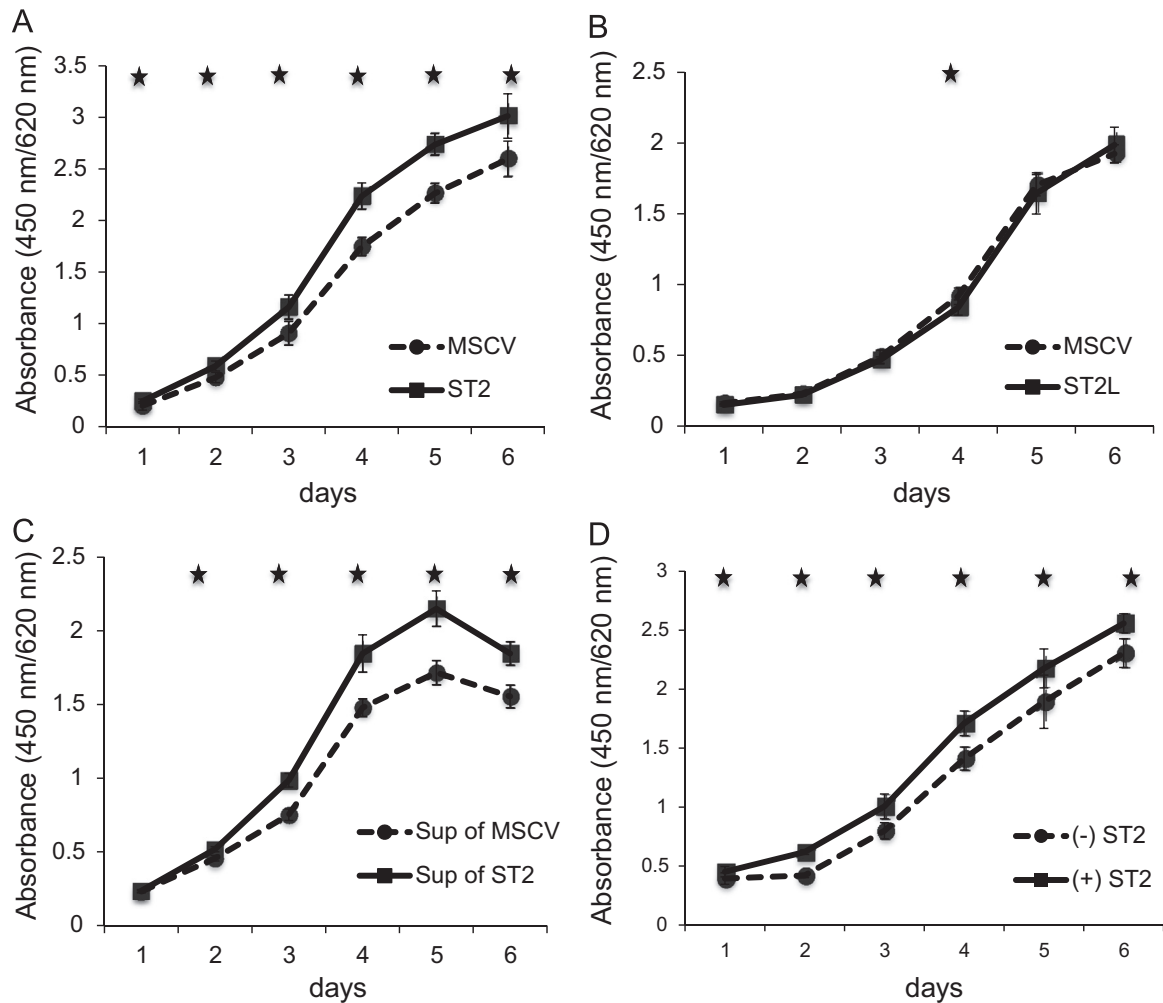 A
Absorbance (450 nm/620 nm)
3.5
3
2.5
2
1.5
1
0.5
0
MSCV
ST2
1 2 3 4 5 6
days
B
Absorbance (450 nm/620 nm)
2.5
2
1.5
1
0.5
0
MSCV
ST2L
1 2 3 4 5 6
days
C
Absorbance (450 nm/620 nm)
2.5
2
1.5
1
0.5
0
Sup of MSCV
Sup of ST2
1 2 3 4 5 6
days
D
Absorbance (450 nm/620 nm)
3
2.5
2
1.5
1
0.5
0
(-) ST2
(+) ST2
1 2 3 4 5 6
days